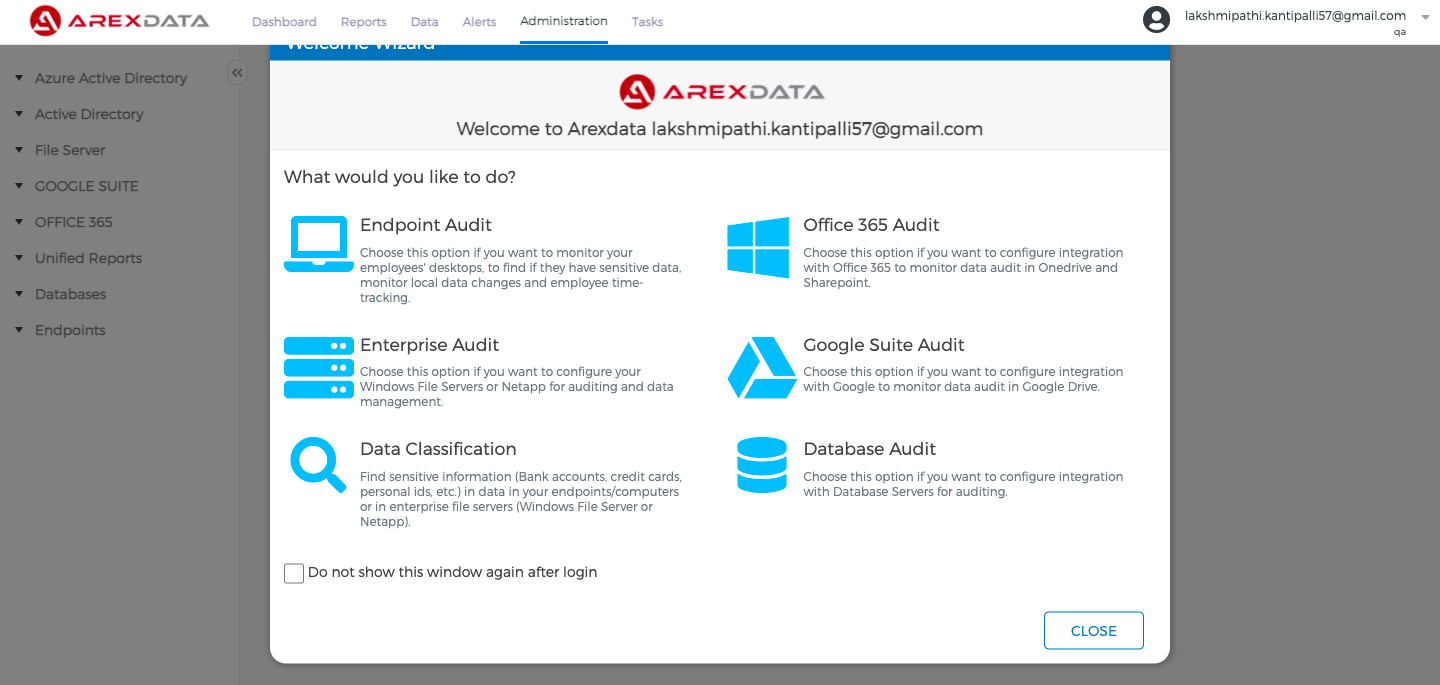 AREXDATA
Dashboard
Reports
Data
Alerts
Administration
Tasks
lakshmipathi.kantipalli57@gmail.com
qa
Azure Active Directory
Active Directory
File Server
GOOGLE SUITE
OFFICE 365
Unified Reports
Databases
Endpoints
Welcome Wizard
AREXDATA
Welcome to Arexdata lakshmipathi.kantipalli57@gmail.com
What would you like to do?
Endpoint Audit
Choose this option if you want to monitor your
employees' desktops, to find if they have sensitive data,
monitor local data changes and employee time-
tracking.
Office 365 Audit
Choose this option if you want to configure integration
with Office 365 to monitor data audit in Onedrive and
Sharepoint.
Enterprise Audit
Choose this option if you want to configure your
Windows File Servers or Netapp for auditing and data
management.
Google Suite Audit
Choose this option if you want to configure integration
with Google to monitor data audit in Google Drive.
Data Classification
Find sensitive information (Bank accounts, credit cards,
personal ids, etc.) in data in your endpoints/computers
or in enterprise file servers (Windows File Server or
Netapp).
Database Audit
Choose this option if you want to configure integration
with Database Servers for auditing.
Do not show this window again after login
CLOSE